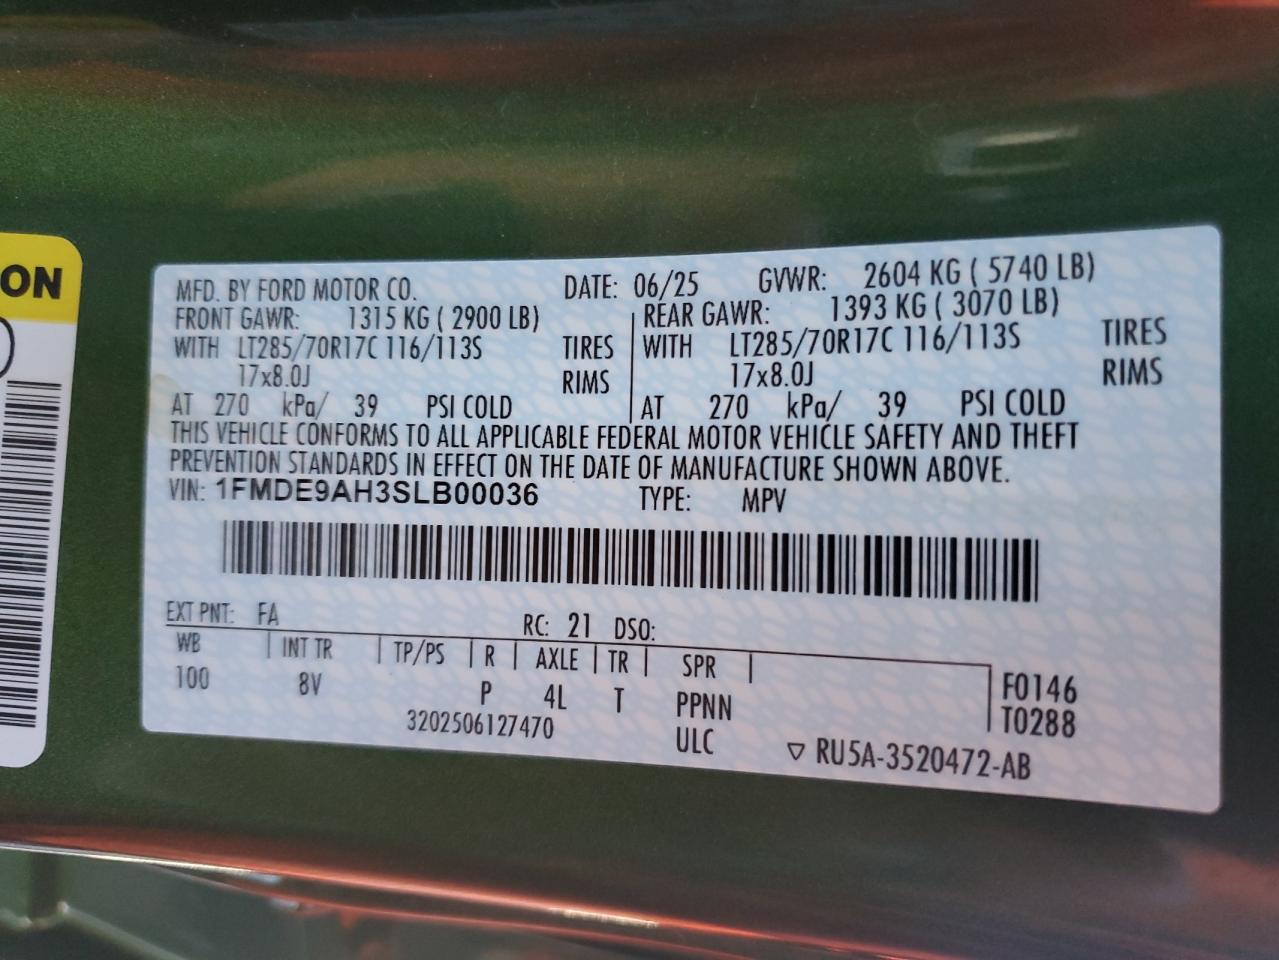 ON
MFD. BY FORD MOTOR CO. DATE: 06/25 GVWR: 2604 KG ( 5740 LB)
FRONT GAWR: 1315 KG ( 2900 LB) REAR GAWR: 1393 KG ( 3070 LB)
WITH LT285/70R17C 116/113S TIRES WITH LT285/70R17C 116/113S TIRES
17x8.0J RIMS 17x8.0J RIMS
AT 270 kPa/ 39 PSI COLD AT 270 kPa/ 39 PSI COLD
THIS VEHICLE CONFORMS TO ALL APPLICABLE FEDERAL MOTOR VEHICLE SAFETY AND THEFT
PREVENTION STANDARDS IN EFFECT ON THE DATE OF MANUFACTURE SHOWN ABOVE.
VIN: 1FMDE9AH3SLB00036 TYPE: MPV
EXT PNT: FA RC: 21 DSO:
WB INT TR TP/PS R AXLE TR SPR
100 8V P 4L T PPNN F0146
3202506127470 ULC T0288
▽ RU5A-3520472-AB